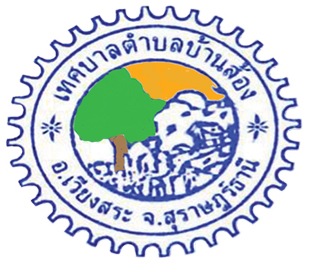 เทศบาลตำบลบ้านส้อง
อ.เวียงสระ จ.สุราษฎร์ธานี